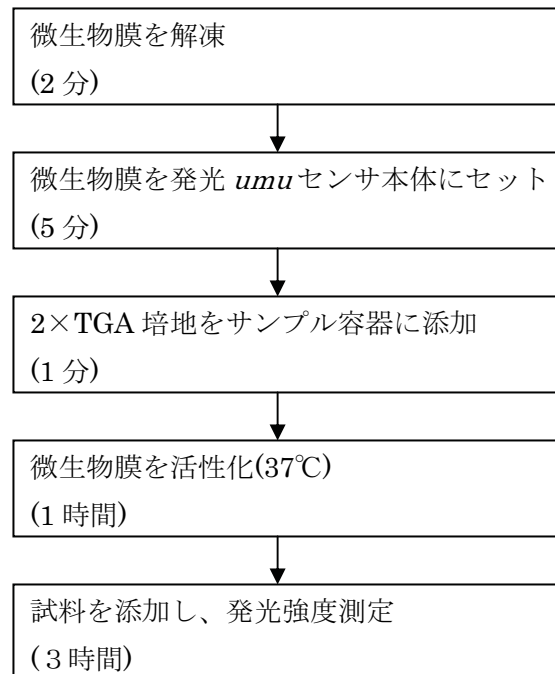 微生物膜を解凍
(2 分)
微生物膜を発光 umu センサ本体にセット
(5 分)
2×TGA 培地をサンプル容器に添加
(1 分)
微生物膜を活性化(37℃)
(1 時間)
試料を添加し、発光強度測定
(３時間)